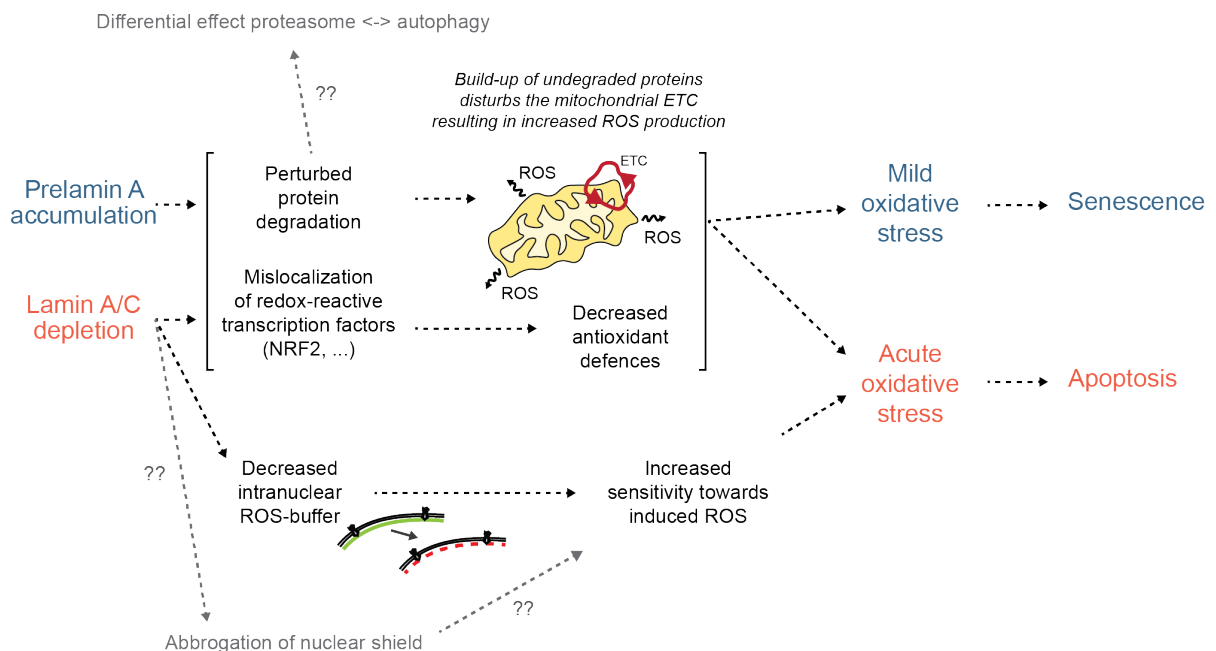 Differential effect proteasome <-> autophagy
??
Build-up of undegraded proteins
disturbs the mitochondrial ETC
resulting in increased ROS production
Prelamin A
accumulation
Lamin A/C
depletion
Perturbed
protein
degradation
ROS
ETC
ROS
ROS
Mislocalization
of redox-reactive
transcription factors
(NRF2, ...)
Decreased
antioxidant
defences
Mild
oxidative
stress
Senescence
Acute
oxidative
stress
Apoptosis
??
Decreased
intranuclear
ROS-buffer
Increased
sensitivity towards
induced ROS
??
Abbrogation of nuclear shield